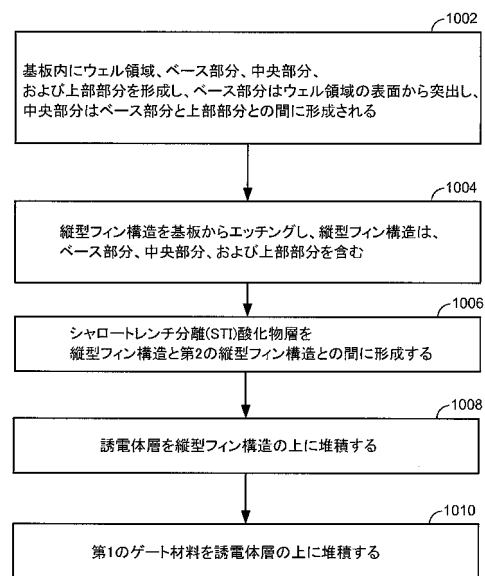 1002
基板内にウェル領域、ベース部分、中央部分、
および上部部分を形成し、ベース部分はウェル領域の表面から突出し、
中央部分はベース部分と上部部分との間に形成される
1004
縦型フィン構造を基板からエッチングし、縦型フィン構造は、
ベース部分、中央部分、および上部部分を含む
1006
シャロートレンチ分離(STI)酸化物層を
縦型フィン構造と第2の縦型フィン構造との間に形成する
1008
誘電体層を縦型フィン構造の上に堆積する
1010
第1のゲート材料を誘電体層の上に堆積する